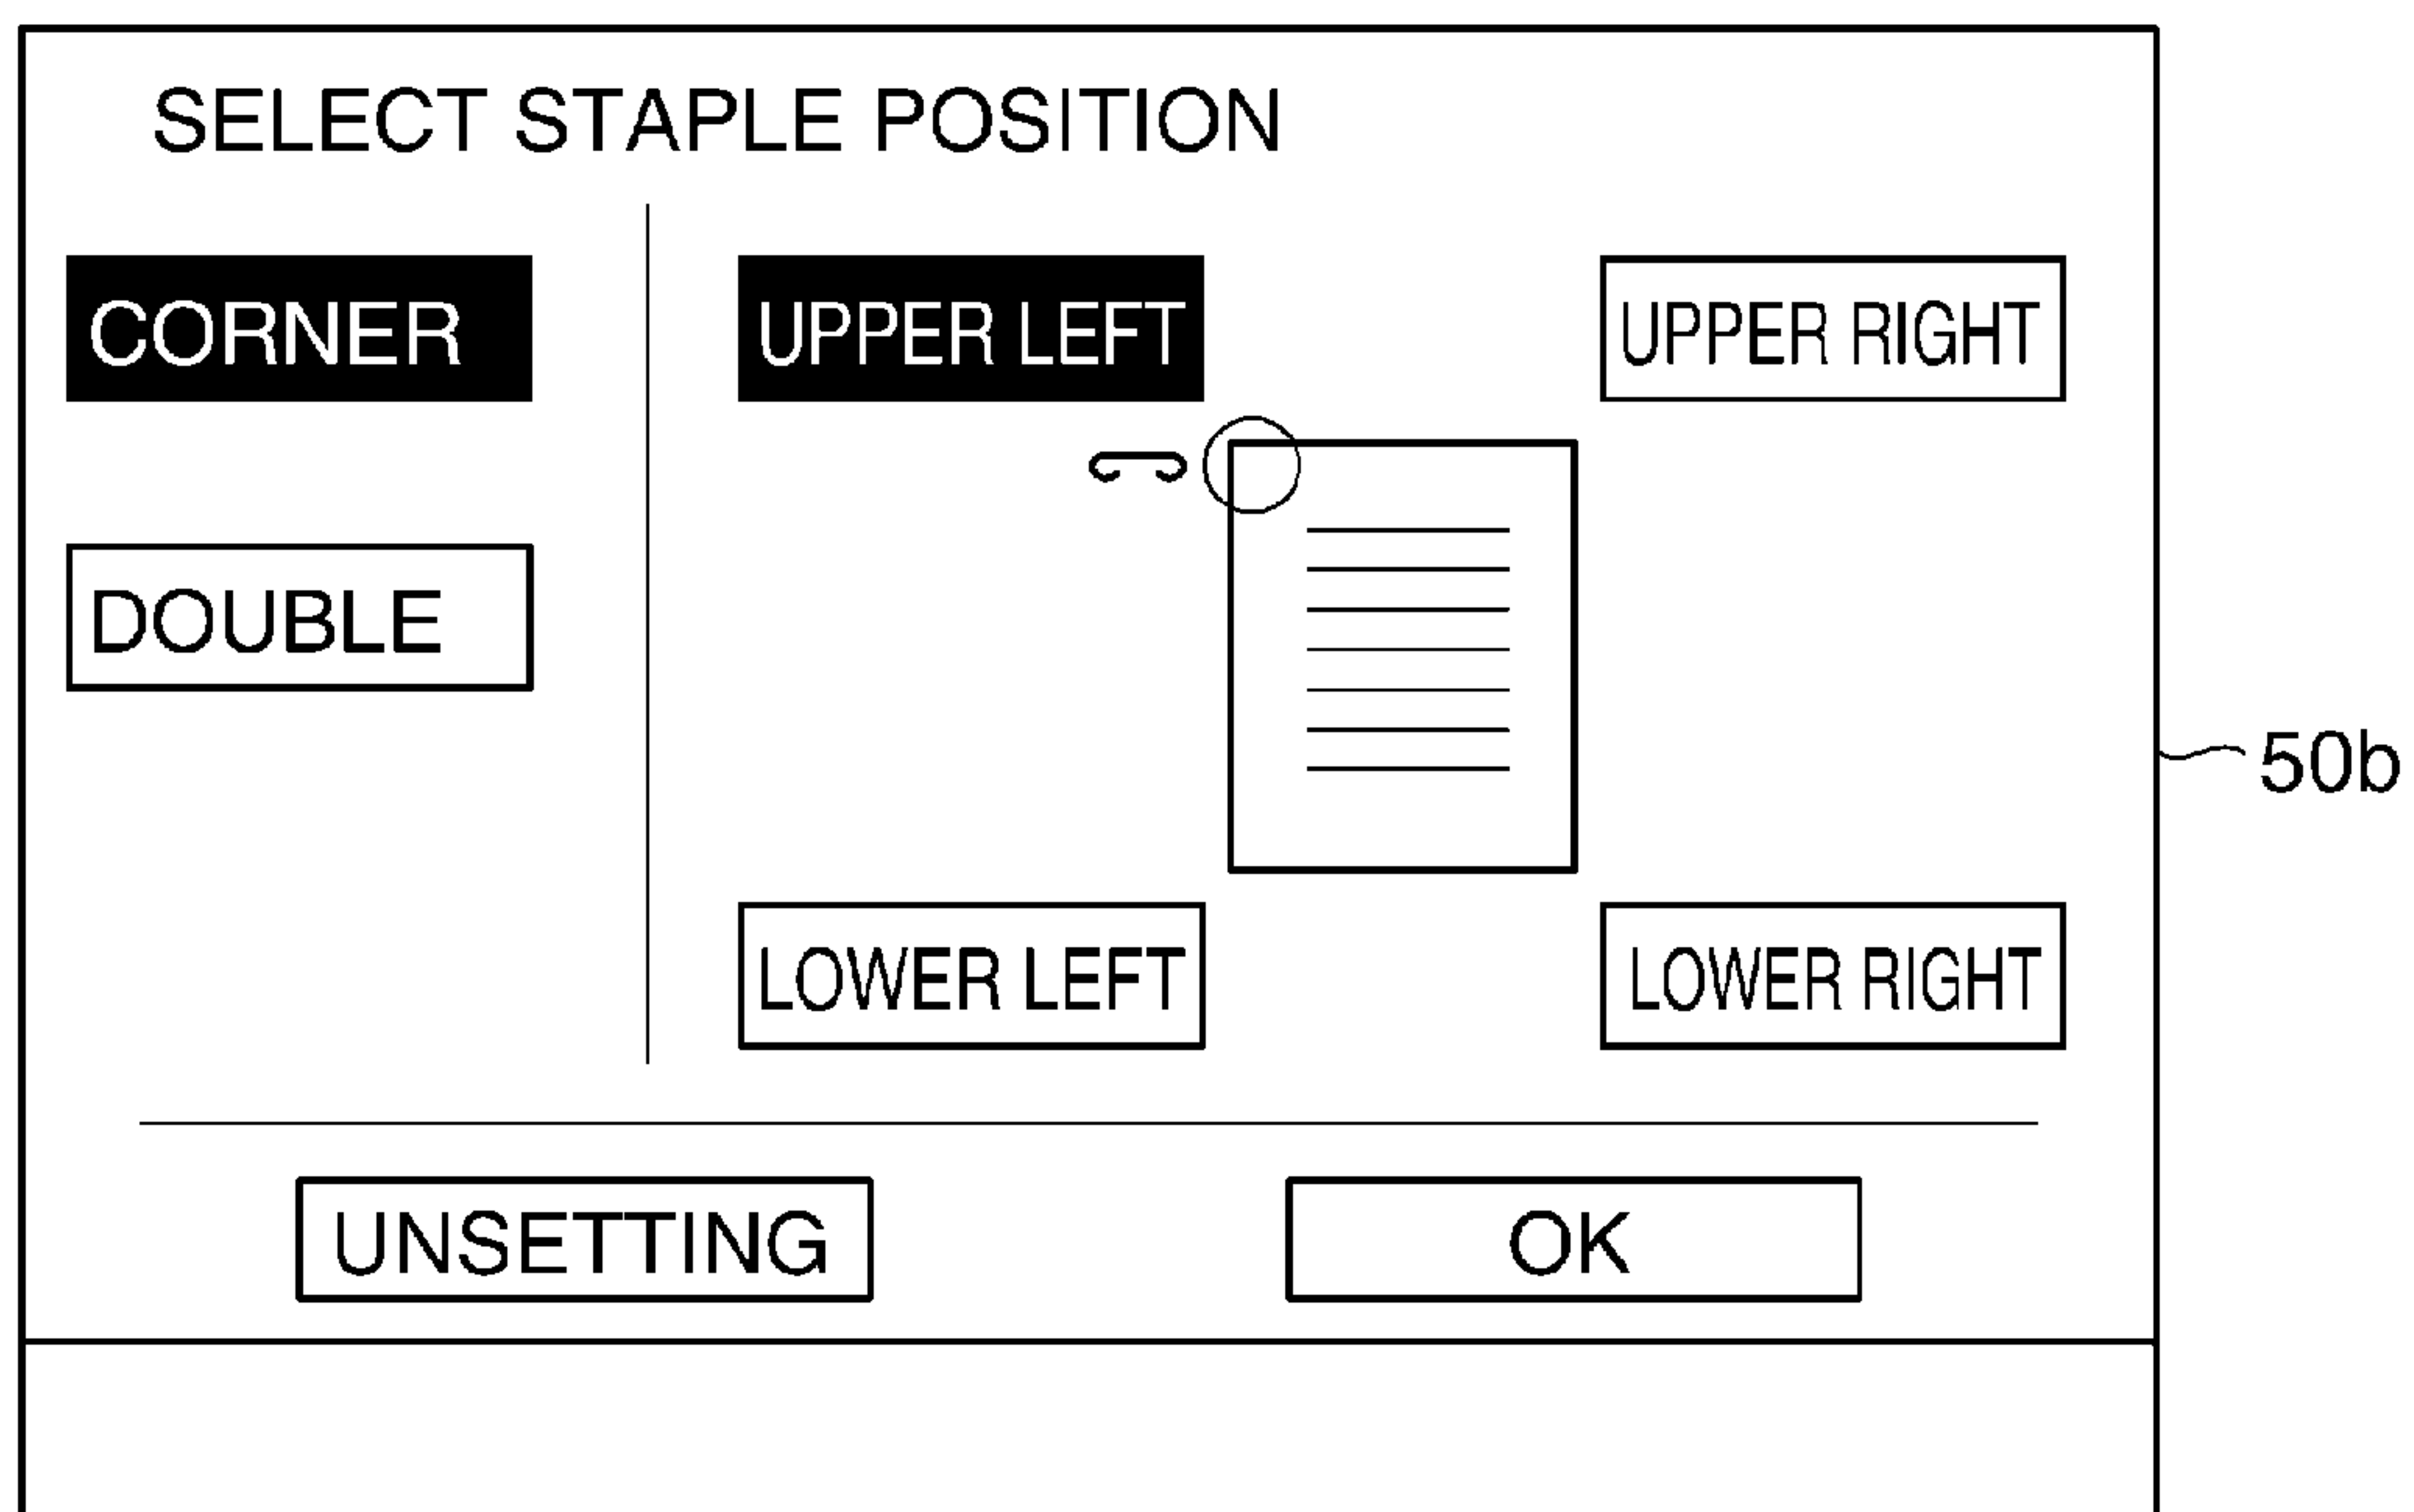 SELECT STAPLE POSITION
CORNER
UPPER LEFT
UPPER RIGHT
DOUBLE
50b
LOWER LEFT
LOWER RIGHT
UNSETTING
OK